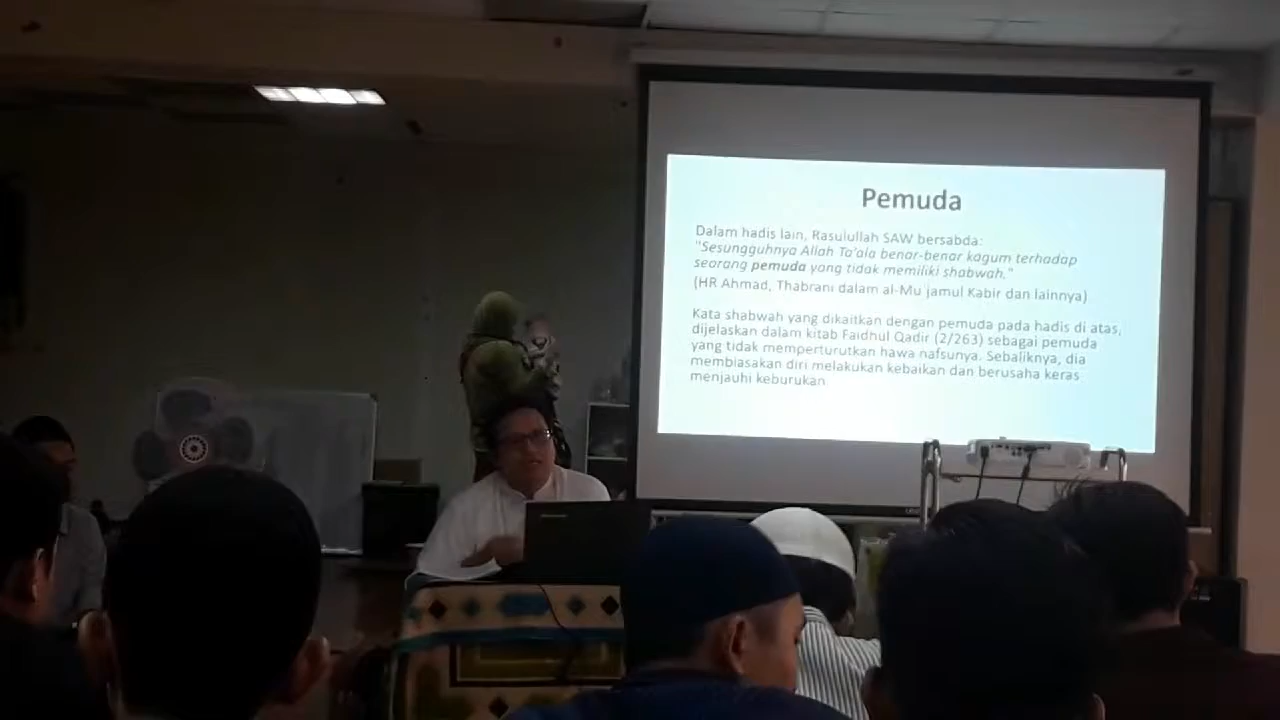 Pemuda
Dalam hadis lain, Rasulullah SAW bersabda:
"Sesungguhnya Allah Ta'ala benar-benar kagum terhadap
seorang pemuda yang tidak memiliki shabwah."
(HR Ahmad, Thabrani dalam al-Mu'jamul Kabir dan lainnya)
Kata shabwah yang dikaitkan dengan pemuda pada hadis di atas,
dijelaskan dalam kitab Faidhul Qadir (2/263) sebagai pemuda
yang tidak memperturutkan hawa nafsunya. Sebaliknya, dia
membiasakan diri melakukan kebaikan dan berusaha keras
menjauhi keburukan